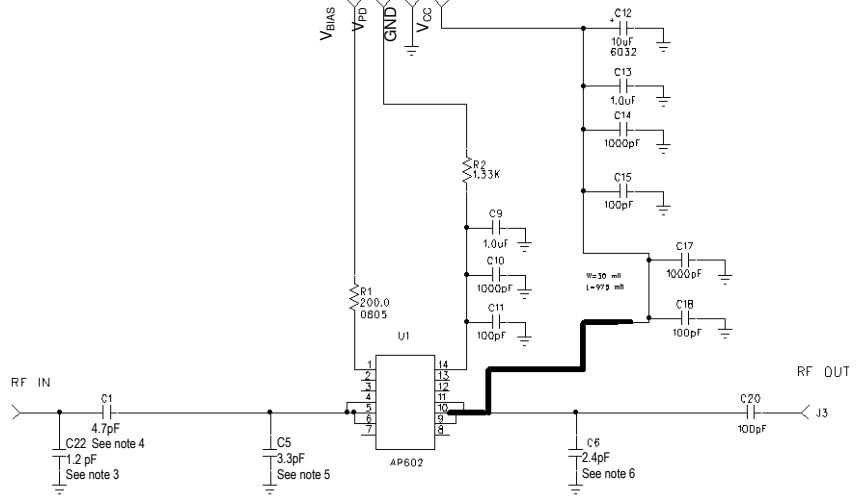 VBIAS
VPD
GND
VCC
C12
+
10uF
6032
C13
1.0uF
C14
1000pF
C15
100pF
R2
1.33K
C9
1.0uF
C10
1000pF
C11
100pF
C17
1000pF
W=30 mil
L=970 mil
C18
100pF
R1
200.0
0805
U1
1
2
3
4
5
6
7
14
13
12
11
10
9
8
AP602
RF IN
C1
4.7pF
See note 4
C22
1.2 pF
See note 3
C5
3.3pF
See note 5
C6
2.4pF
See note 6
RF OUT
C20
100pF
J3